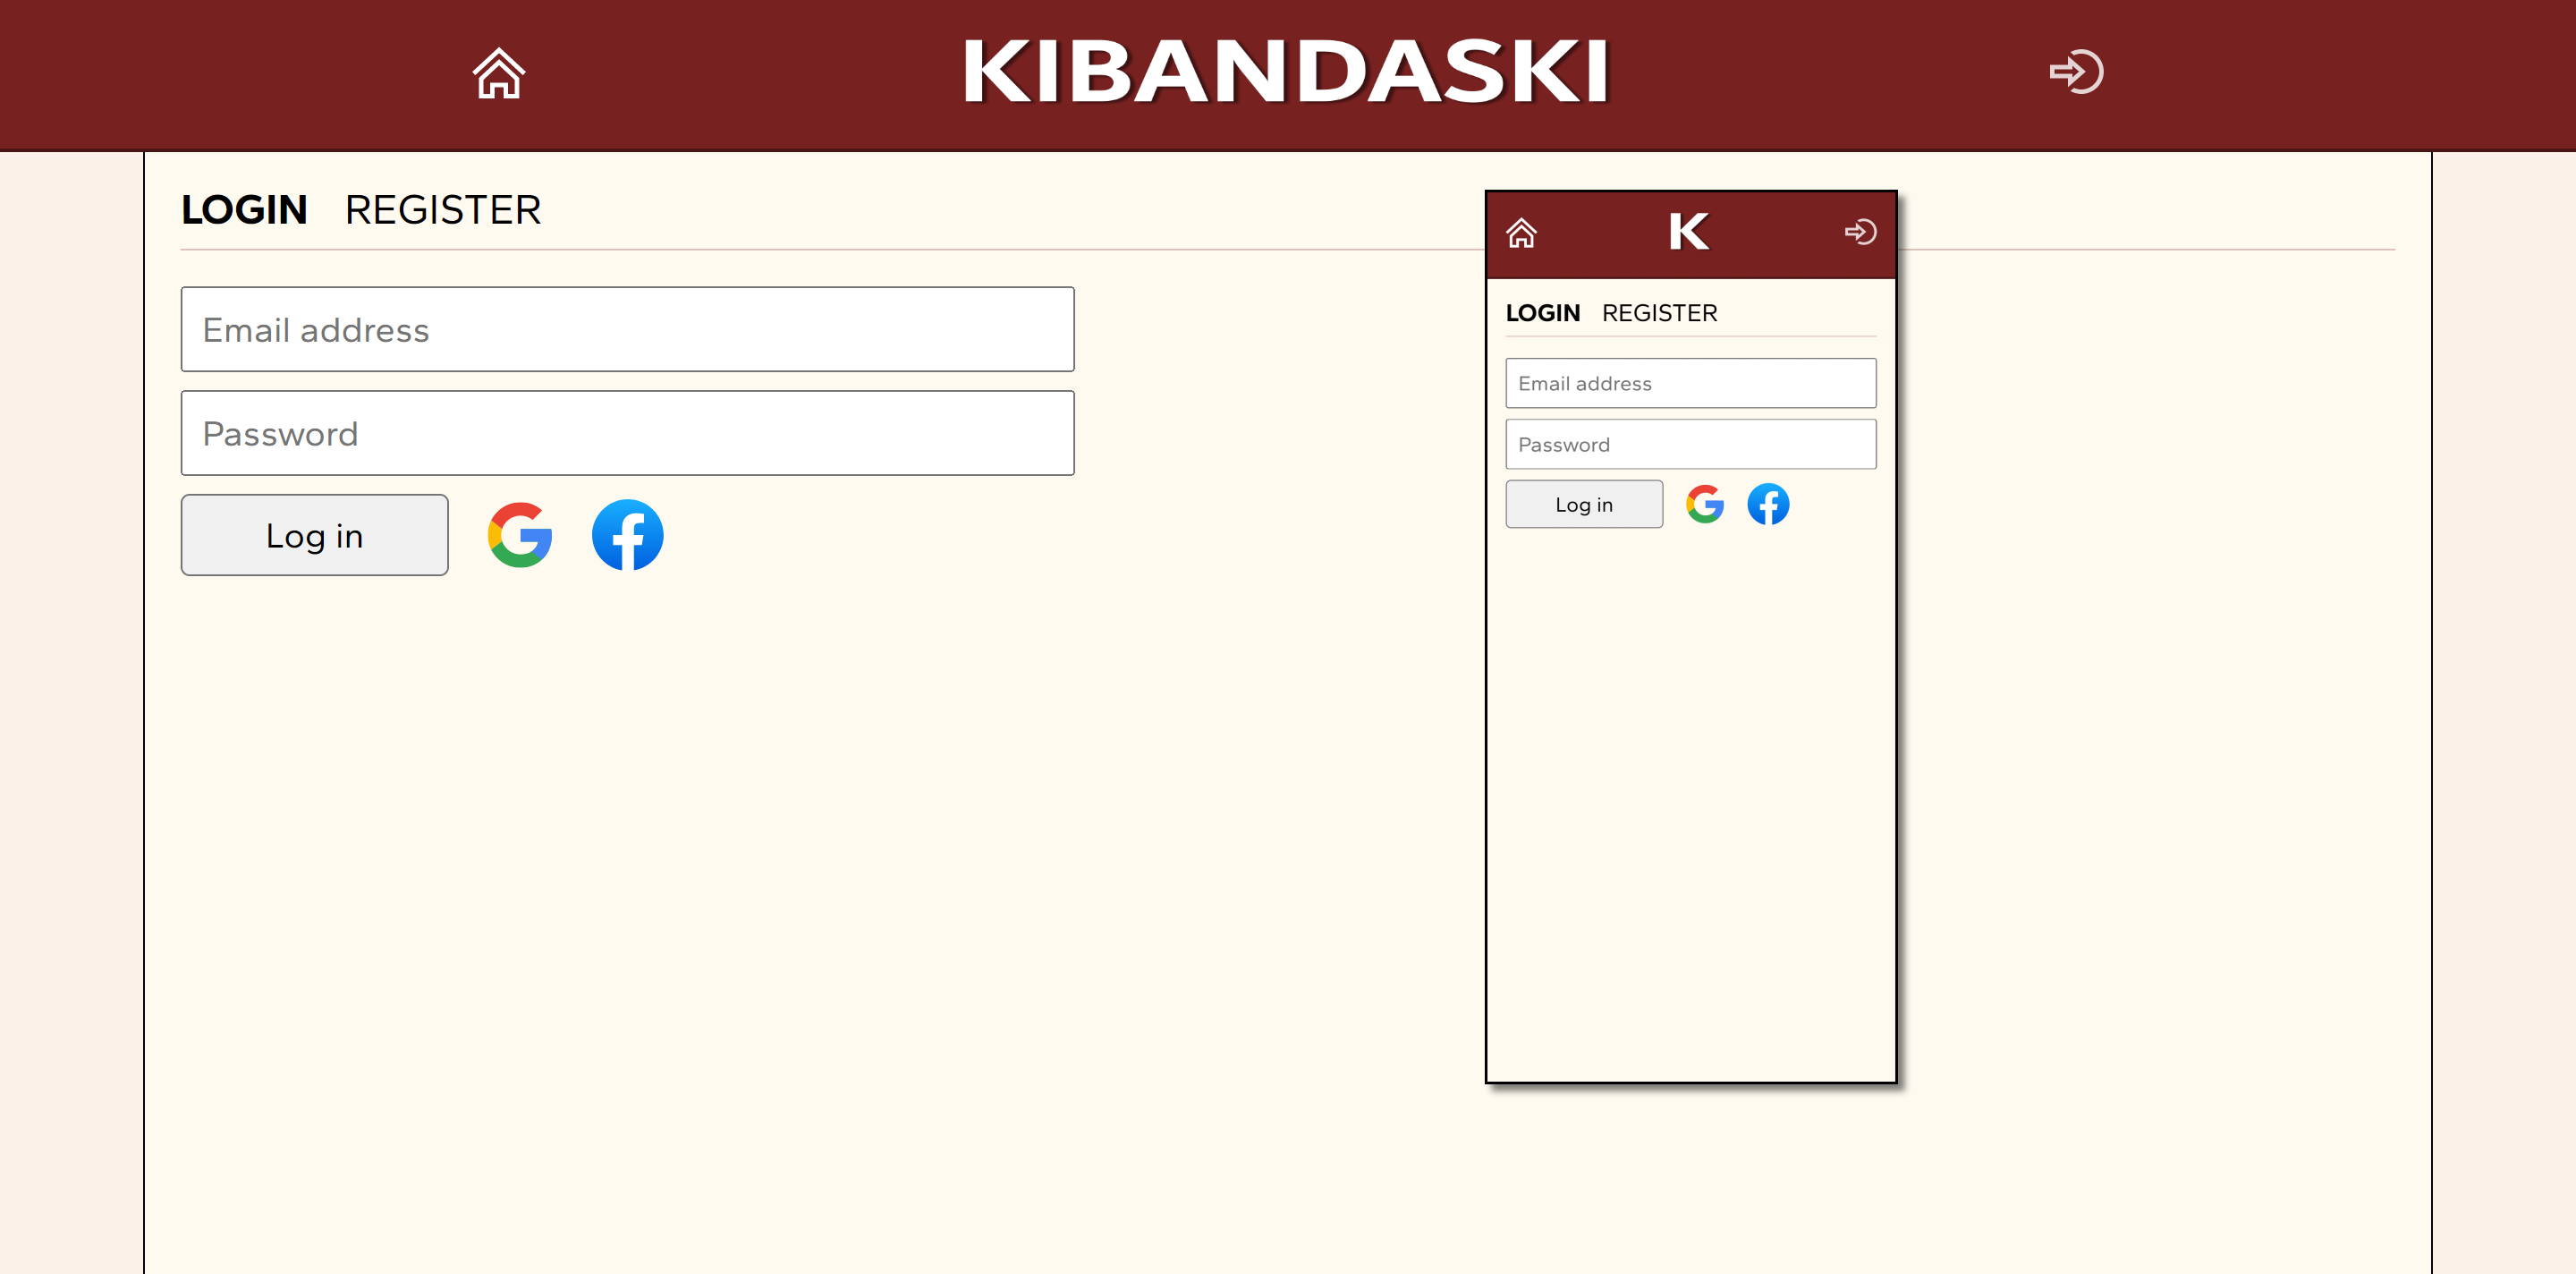 KIBANDASKI
LOGIN REGISTER
Email address
Password
Log in
K
LOGIN REGISTER
Email address
Password
Log in